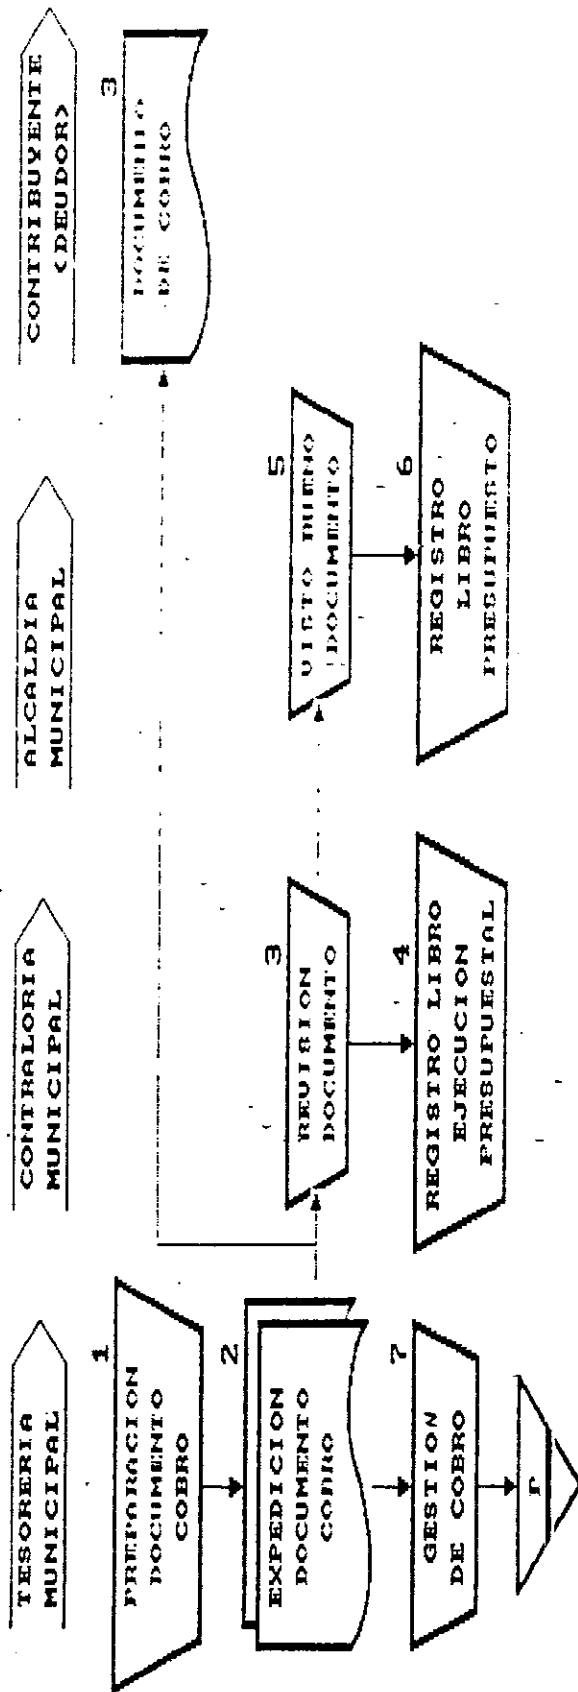 TESORERIA
MUNICIPAL
CONTRALORIA
MUNICIPAL
ALCALDIA
MUNICIPAL
CONTRIBUYENTE
(DEUDOR)
1
PREPARACION
DOCUMENTO
COBRO
2
EXPEDICION
DOCUMENTO
COBRO
7
GESTION
DE COBRO
3
REVISION
DOCUMENTO
4
REGISTRO LIBRO
EJECUCION
PRESUPUESTAL
5
VISTO BUENO
DOCUMENTO
6
REGISTRO
LIBRO
PRESUPUESTO
3
DOCUMENTO
DE COBRO